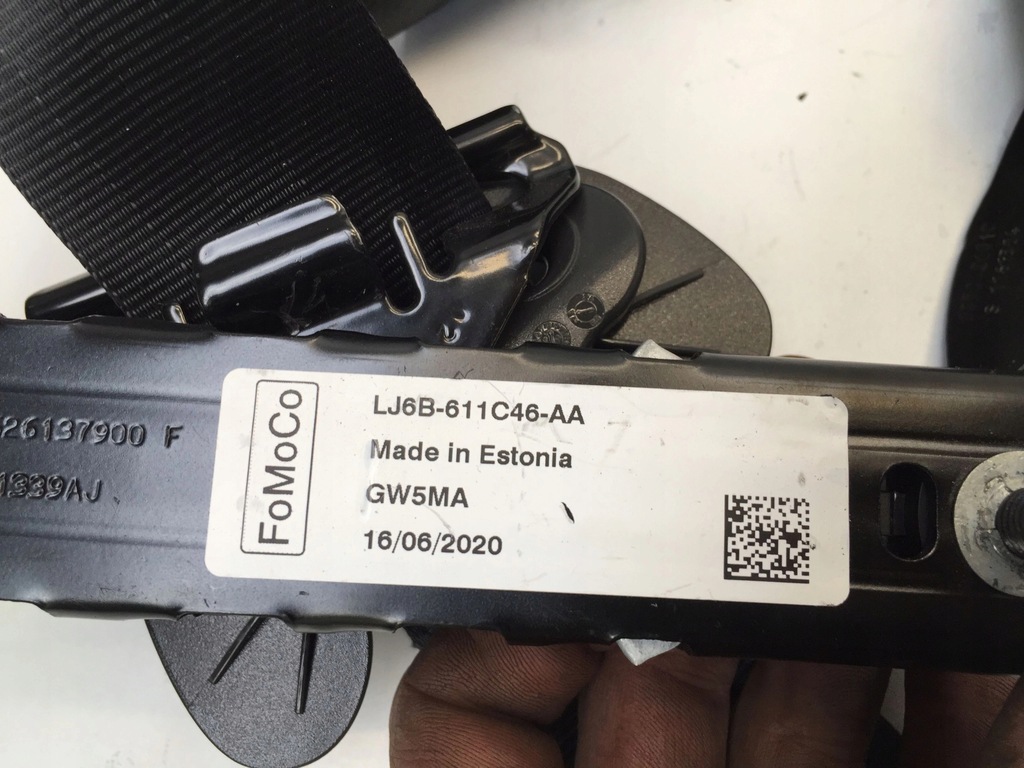 26137900 F
1339AJ
FoMoCo
LJ6B-611C46-AA
Made in Estonia
GW5MA
16/06/2020